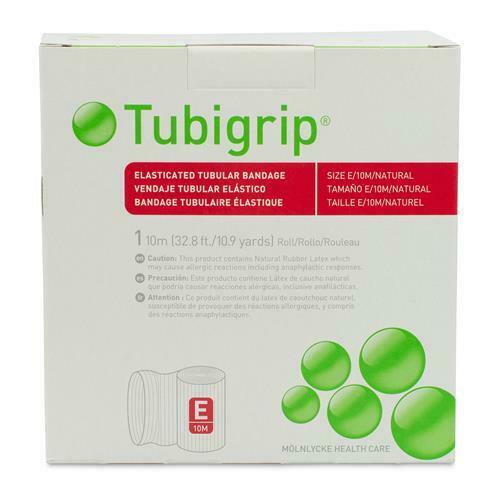 Tubigrip®
ELASTICATED TUBULAR BANDAGE
VENDAJE TUBULAR ELÁSTICO
BANDAGE TUBULAIRE ÉLASTIQUE
SIZE E/10M/NATURAL
TAMAÑO E/10M/NATURAL
TAILLE E/10M/NATUREL
1 10m (32.8 ft./10.9 yards) Roll/Rollo/Rouleau
Caution: This product contains Natural Rubber Latex which
may cause allergic reactions including anaphylactic responses.
Precaución: Este producto contiene Látex de caucho natural
que podría causar reacciones alérgicas, inclusive anafilácticas.
Attention : Ce produit contient du latex de caoutchouc naturel,
susceptible de provoquer des réactions allergiques, y compris
des réactions anaphylactiques.
E
10M
MÖLNLYCKE HEALTH CARE